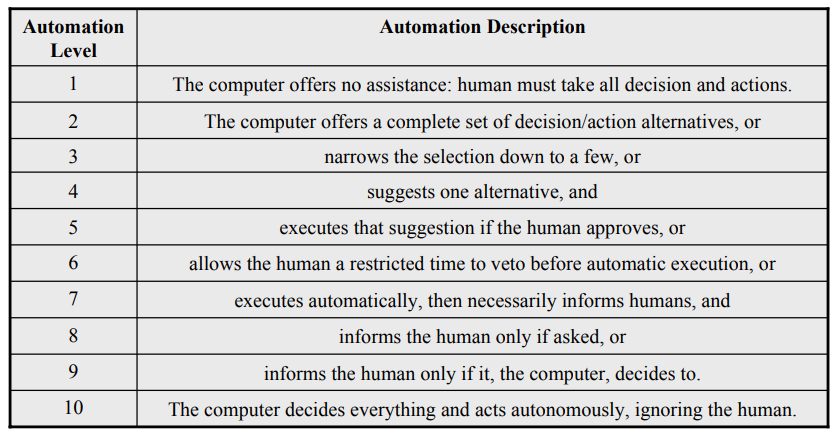 Automation Level
Automation Description
1
The computer offers no assistance: human must take all decision and actions.
2
The computer offers a complete set of decision/action alternatives, or
3
narrows the selection down to a few, or
4
suggests one alternative, and
5
executes that suggestion if the human approves, or
6
allows the human a restricted time to veto before automatic execution, or
7
executes automatically, then necessarily informs humans, and
8
informs the human only if asked, or
9
informs the human only if it, the computer, decides to.
10
The computer decides everything and acts autonomously, ignoring the human.